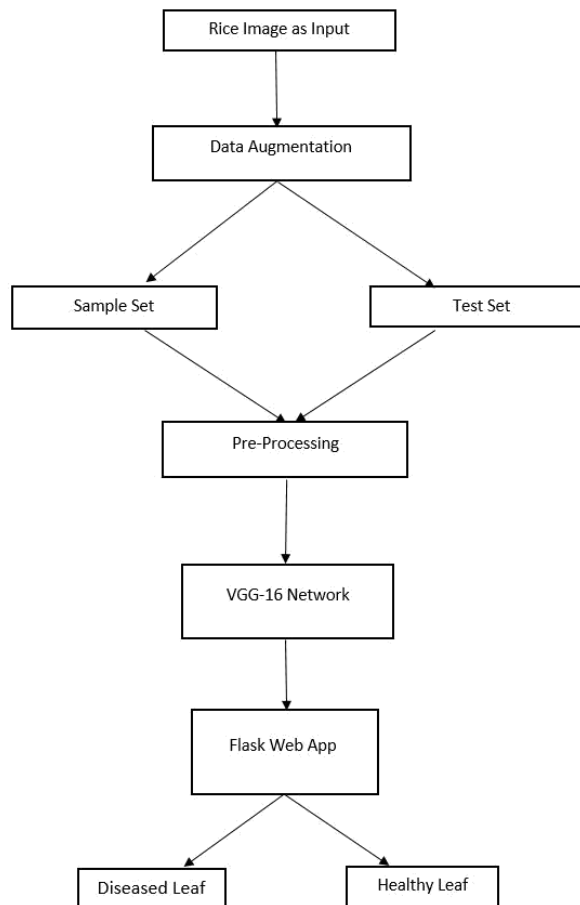 Rice Image as Input
Data Augmentation
Sample Set
Test Set
Pre-Processing
VGG-16 Network
Flask Web App
Diseased Leaf
Healthy Leaf